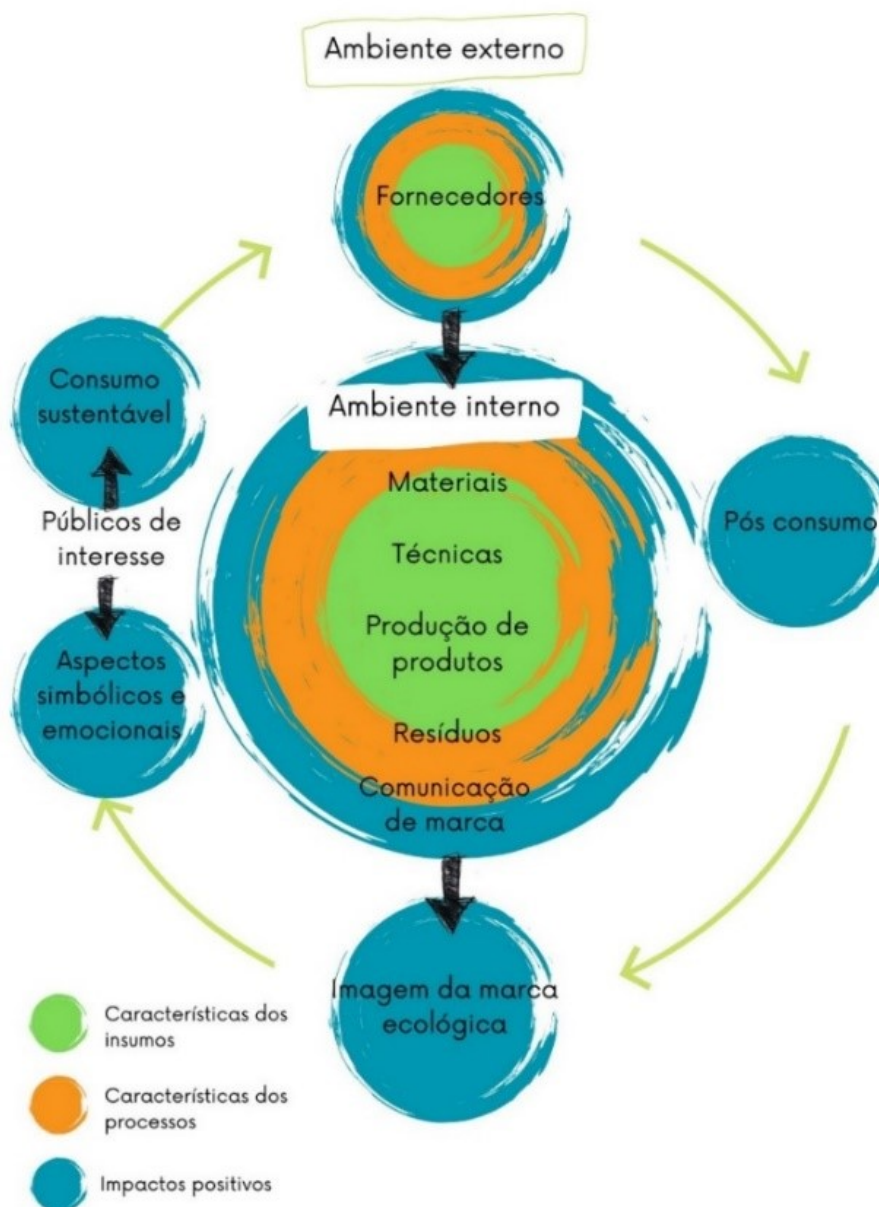 Ambiente externo
Fornecedores
Consumo
sustentável
Públicos de
interesse
Aspectos
simbólicos e
emocionais
Ambiente interno
Materiais
Técnicas
Produção de
produtos
Resíduos
Comunicação
de marca
Pós consumo
Imagem da marca
ecológica
Características dos
insumos
Características dos
processos
Impactos positivos